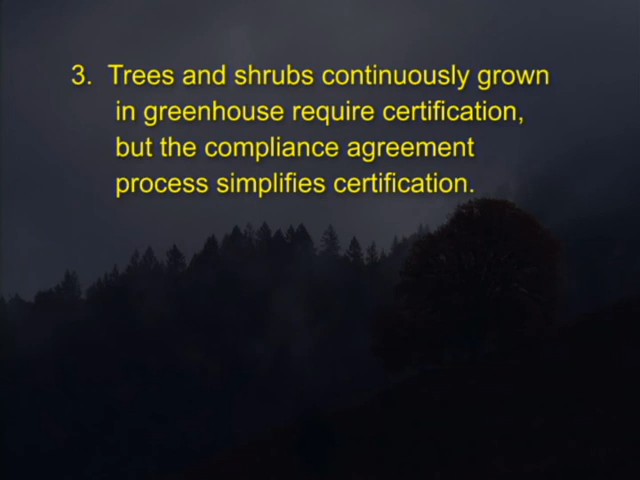 3. Trees and shrubs continuously grown
in greenhouse require certification,
but the compliance agreement
process simplifies certification.